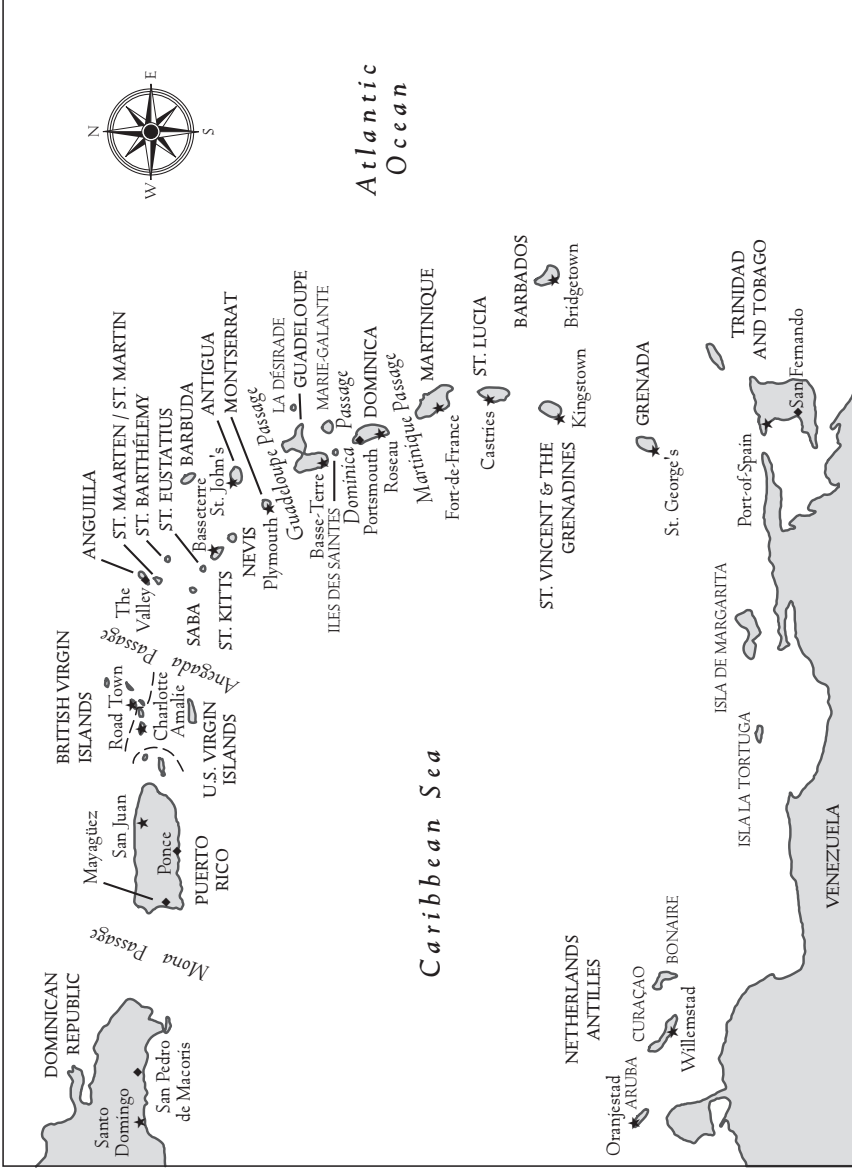 N
E
S
W
Atlantic
Ocean
Caribbean Sea
DOMINICAN
REPUBLIC
Santo
Domingo
San Pedro
de Macoris
Mona Passage
Mayagüez
San Juan
Ponce
PUERTO
RICO
BRITISH VIRGIN
ISLANDS
Road Town
Charlotte
Amalie
U.S. VIRGIN
ISLANDS
Anegada Passage
ANGUILLA
The
Valley
ST. MAARTEN / ST. MARTIN
ST. BARTHÉLEMY
ST. EUSTATIUS
SABA
ST. KITTS
Basseterre
NEVIS
BARBUDA
St. John's
ANTIGUA
MONTSERRAT
Plymouth
Guadeloupe Passage
LA DÉSIRADE
GUADELOUPE
Basse-Terre
MARIE-GALANTE
ILES DES SAINTES
Dominica Passage
Portsmouth
DOMINICA
Roseau
Martinique Passage
MARTINIQUE
Fort-de-France
ST. LUCIA
Castries
BARBADOS
Bridgetown
ST. VINCENT & THE
GRENADINES
Kingstown
GRENADA
St. George's
TRINIDAD
AND TOBAGO
Port-of-Spain
San Fernando
ISLA DE MARGARITA
ISLA LA TORTUGA
VENEZUELA
NETHERLANDS
ANTILLES
Oranjestad
ARUBA
CURAÇAO
BONAIRE
Willemstad